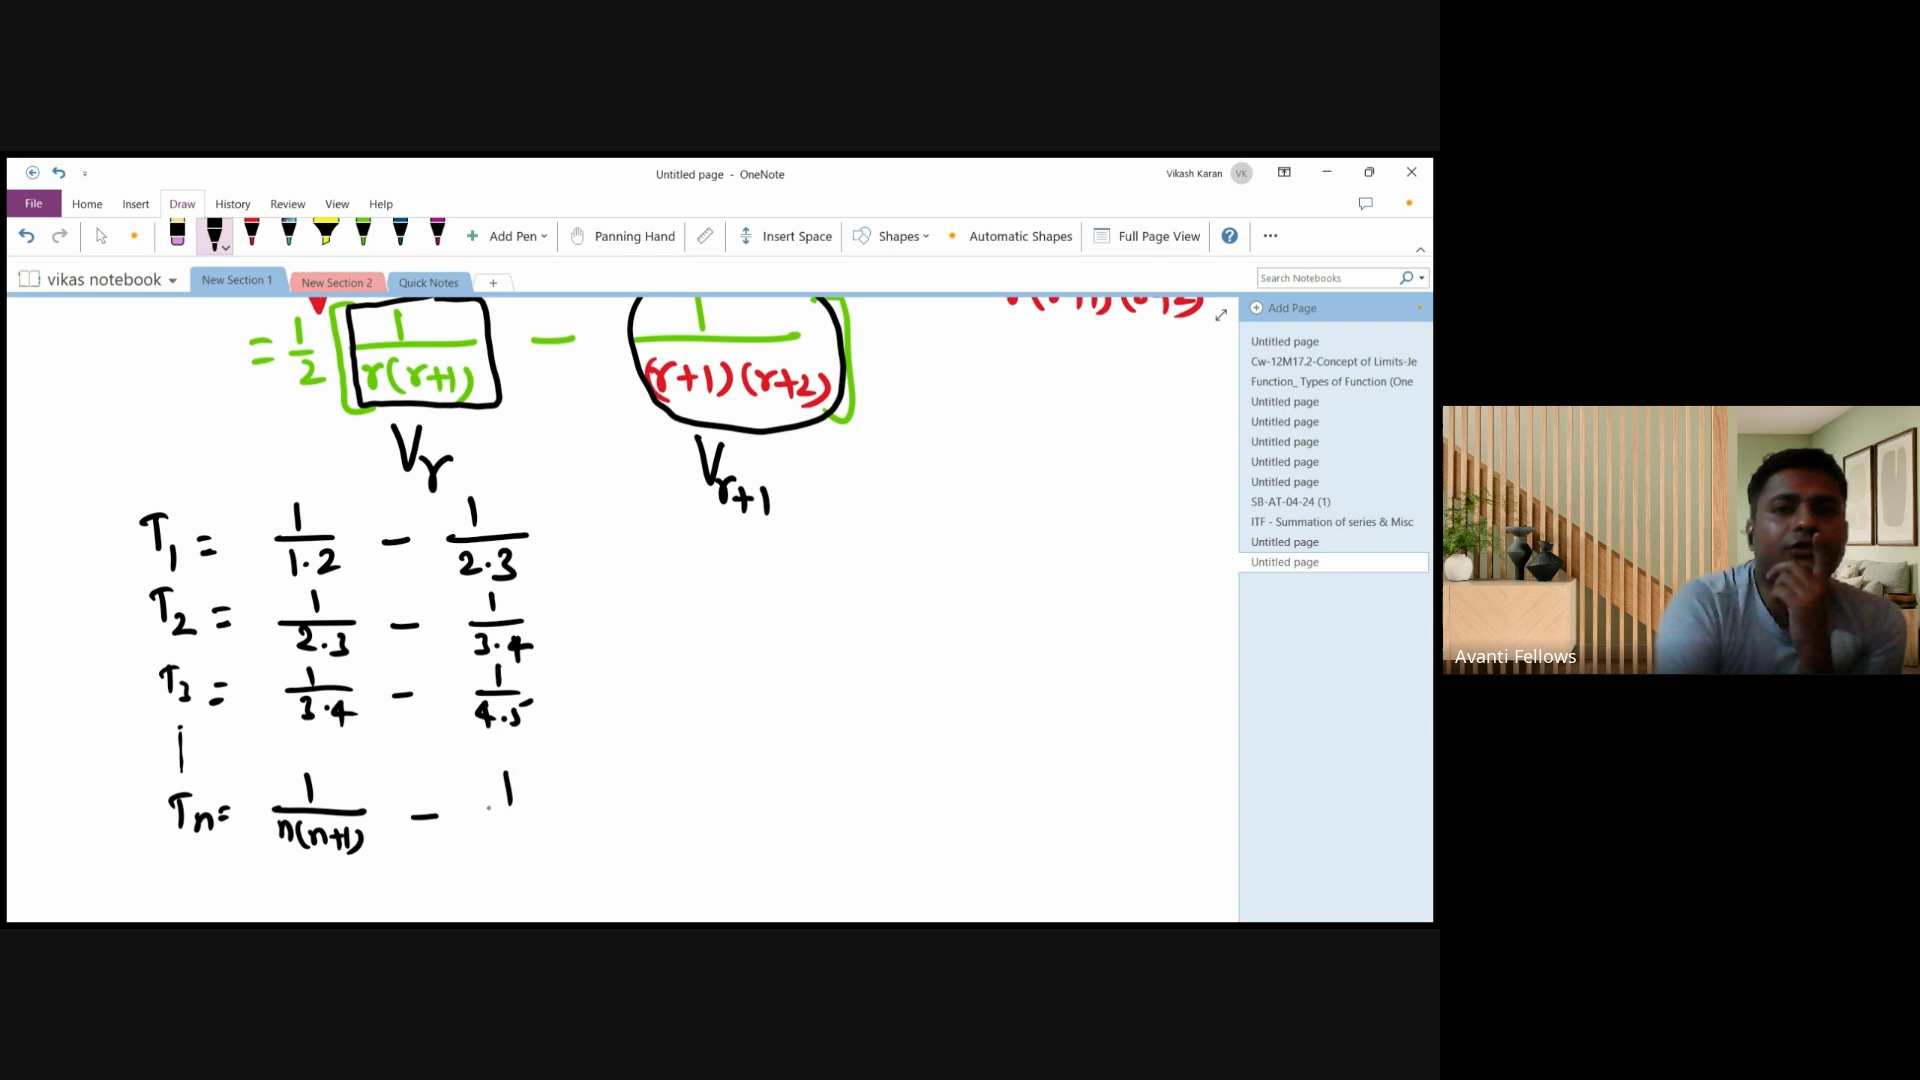 Untitled page - OneNote
Vikash Karan VK
File Home Insert Draw History Review View Help
Add Pen Panning Hand Insert Space Shapes Automatic Shapes Full Page View
vikas notebook New Section 1 New Section 2 Quick Notes
Search Notebooks
Add Page
Untitled page
Cw-12M17.2-Concept of Limits-Je
Function_ Types of Function (One
Untitled page
Untitled page
Untitled page
Untitled page
Untitled page
SB-AT-04-24 (1)
ITF - Summation of series & Misc
Untitled page
Untitled page
= 1/2 [ 1/r(r+1) - 1/(r+1)(r+2) ]
Vr Vr+1
T1 = 1/1.2 - 1/2.3
T2 = 1/2.3 - 1/3.4
T3 = 1/3.4 - 1/4.5
Tn = 1/n(n+1) - 1
Avanti Fellows